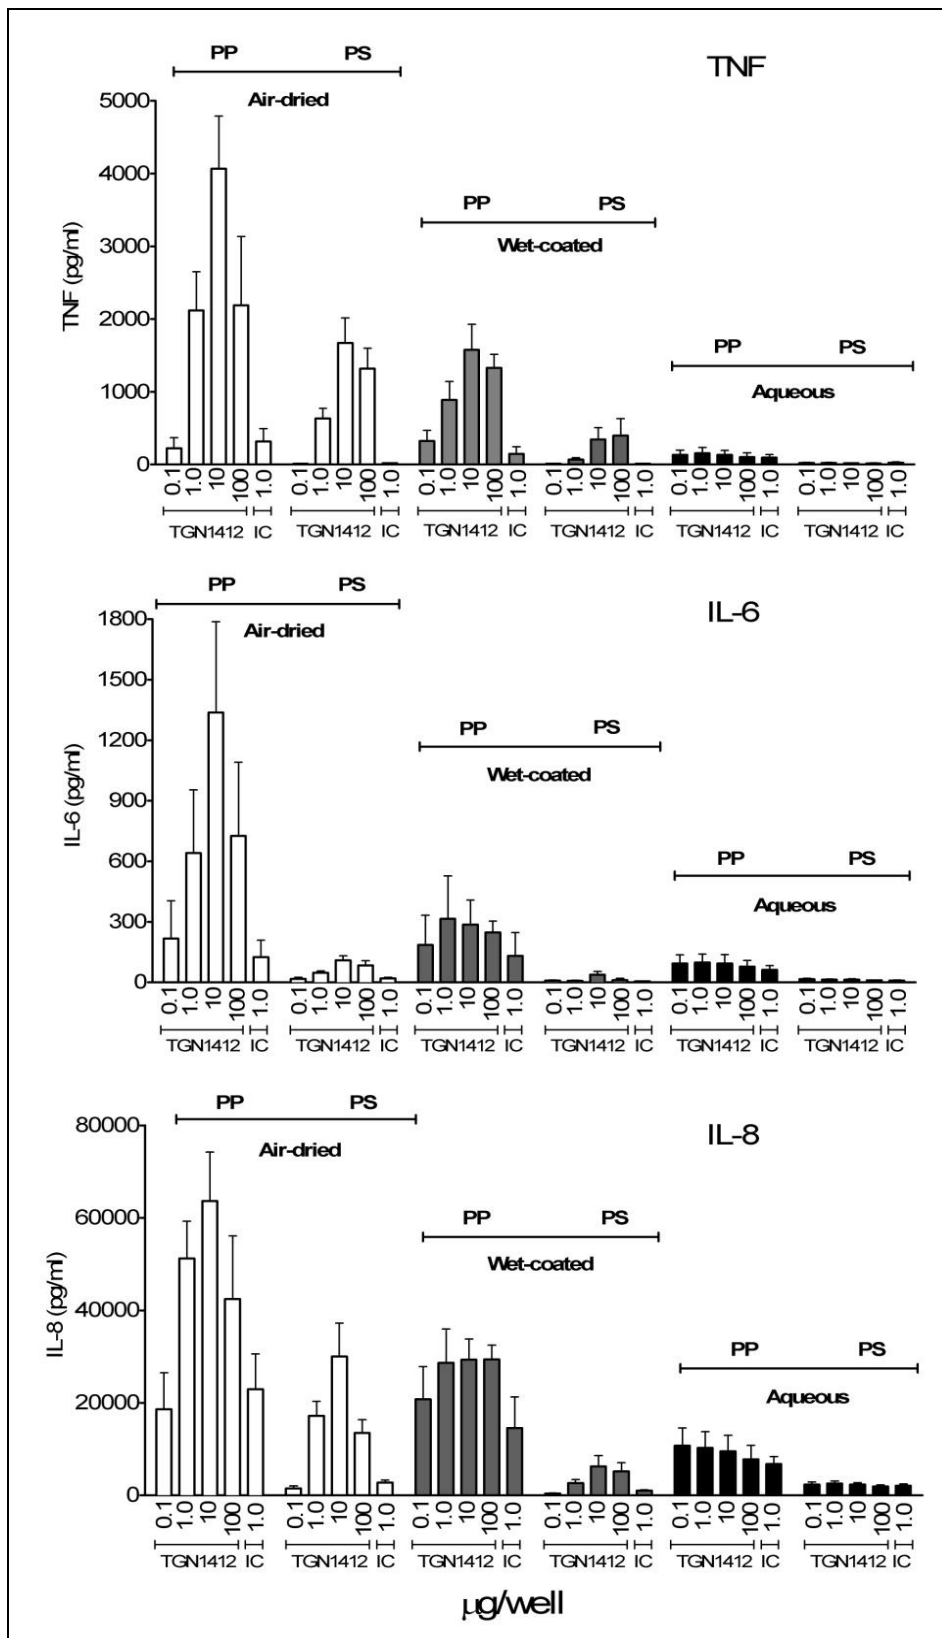 PP PS
TNF
Air-dried
5000
4000
PP PS
3000
Wet-coated
TNF (pg/ml)
2000
PP PS
1000
Aqueous
0
0.1 1.0 10 100 1.0 0.1 1.0 10 100 1.0 0.1 1.0 10 100 1.0 0.1 1.0 10 100 1.0 0.1 1.0 10 100 1.0 0.1 1.0 10 100 1.0
TGN1412 IC TGN1412 IC TGN1412 IC TGN1412 IC TGN1412 IC TGN1412 IC
PP PS
IL-6
1800
Air-dried
1500
PP PS
1200
Wet-coated
IL-6 (pg/ml)
900
PP PS
600
Aqueous
300
0
0.1 1.0 10 100 1.0 0.1 1.0 10 100 1.0 0.1 1.0 10 100 1.0 0.1 1.0 10 100 1.0 0.1 1.0 10 100 1.0 0.1 1.0 10 100 1.0
TGN1412 IC TGN1412 IC TGN1412 IC TGN1412 IC TGN1412 IC TGN1412 IC
PP PS
80000
IL-8
Air-dried
60000
PP PS
Wet-coated
IL-8 (pg/ml)
40000
PP PS
20000
Aqueous
0
0.1 1.0 10 100 1.0 0.1 1.0 10 100 1.0 0.1 1.0 10 100 1.0 0.1 1.0 10 100 1.0 0.1 1.0 10 100 1.0 0.1 1.0 10 100 1.0
TGN1412 IC TGN1412 IC TGN1412 IC TGN1412 IC TGN1412 IC TGN1412 IC
µg/well